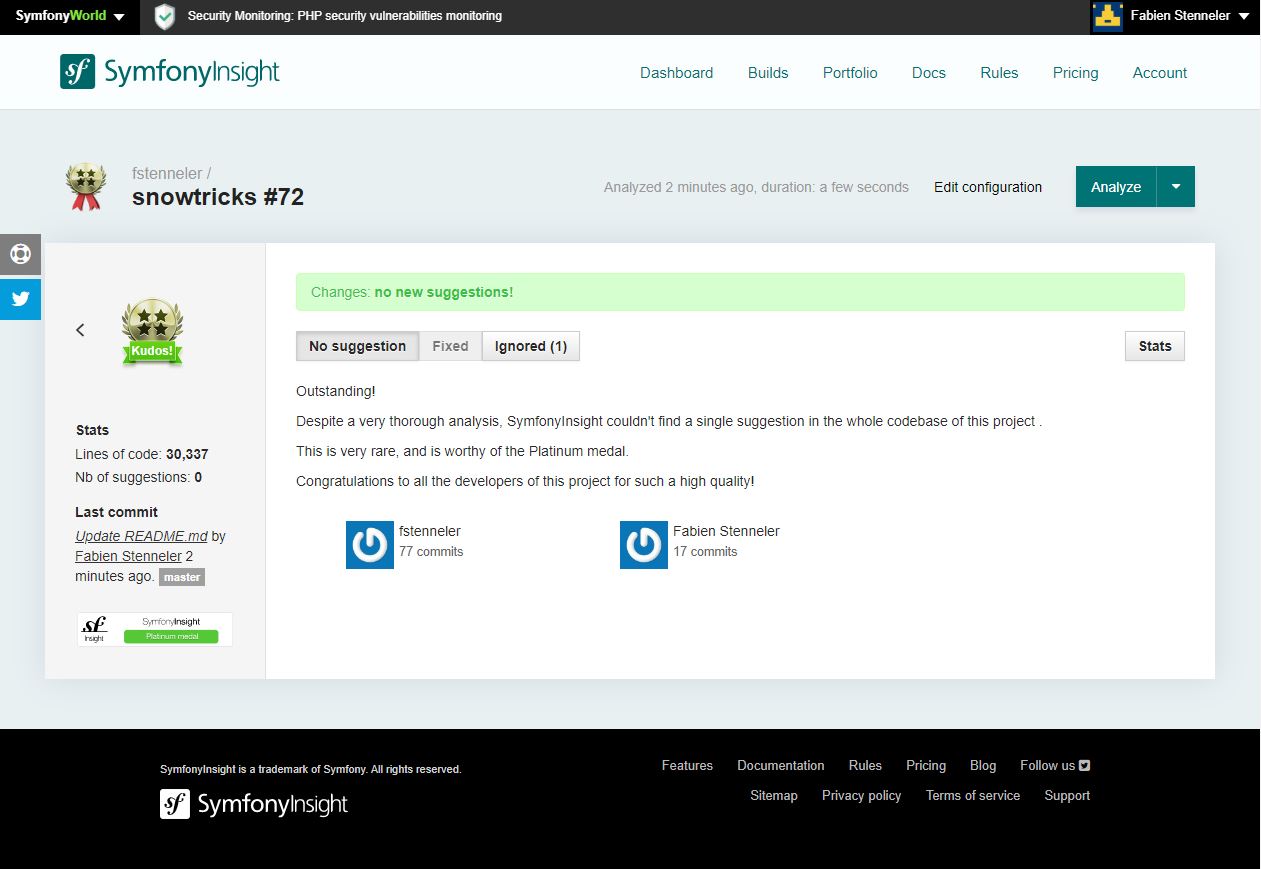 SymfonyWorld
Security Monitoring: PHP security vulnerabilities monitoring
Fabien Stenneler
sf SymfonyInsight
Dashboard Builds Portfolio Docs Rules Pricing Account
fstenneler /
snowtricks #72
Analyzed 2 minutes ago, duration: a few seconds
Edit configuration
Analyze
Kudos!
Stats
Lines of code: 30,337
Nb of suggestions: 0
Last commit
Update README.md by
Fabien Stenneler 2
minutes ago. master
sf
Insight
SymfonyInsight
Platinum medal
Changes: no new suggestions!
No suggestion Fixed Ignored (1) Stats
Outstanding!
Despite a very thorough analysis, SymfonyInsight couldn't find a single suggestion in the whole codebase of this project .
This is very rare, and is worthy of the Platinum medal.
Congratulations to all the developers of this project for such a high quality!
fstenneler
77 commits
Fabien Stenneler
17 commits
SymfonyInsight is a trademark of Symfony. All rights reserved.
sf SymfonyInsight
Features Documentation Rules Pricing Blog Follow us
Sitemap Privacy policy Terms of service Support